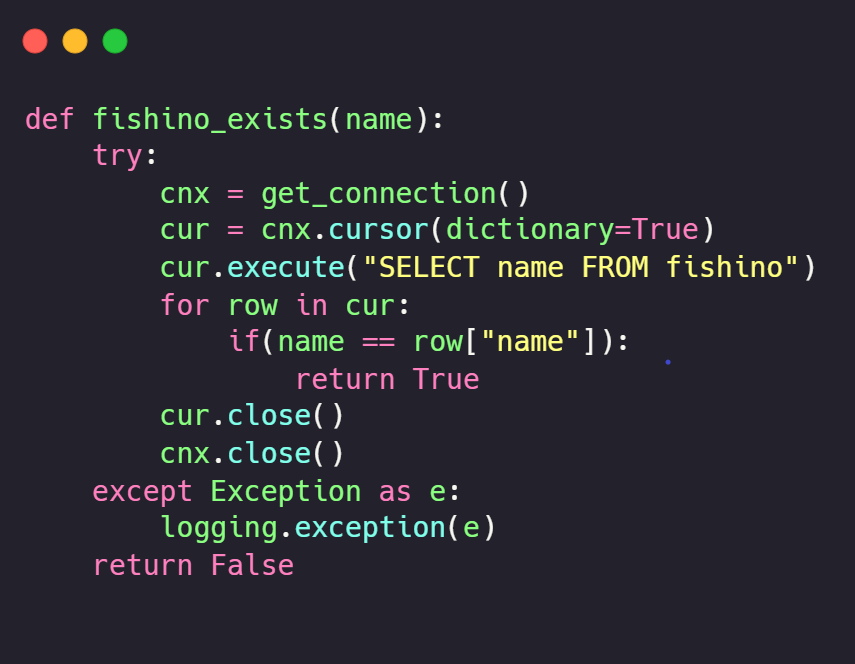 def fishino_exists(name):
    try:
        cnx = get_connection()
        cur = cnx.cursor(dictionary=True)
        cur.execute("SELECT name FROM fishino")
        for row in cur:
            if(name == row["name"]):
                return True
        cur.close()
        cnx.close()
    except Exception as e:
        logging.exception(e)
    return False